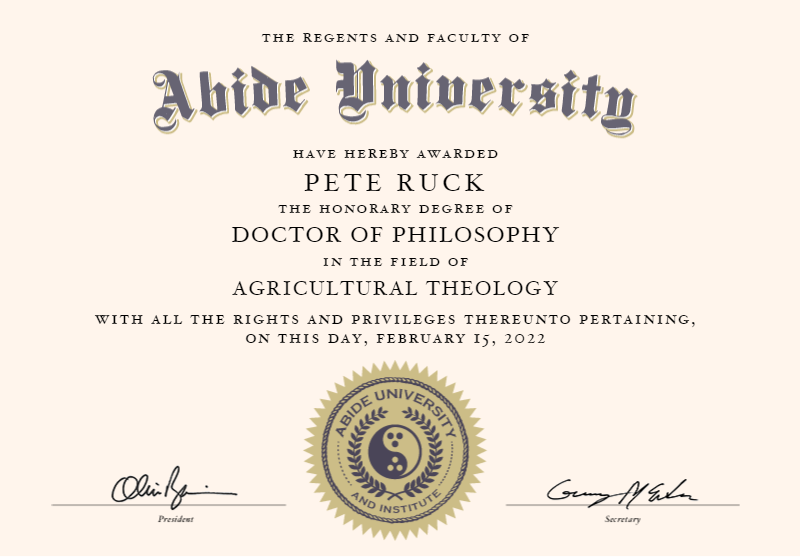 THE REGENTS AND FACULTY OF
Abide University
HAVE HEREBY AWARDED
PETE RUCK
THE HONORARY DEGREE OF
DOCTOR OF PHILOSOPHY
IN THE FIELD OF
AGRICULTURAL THEOLOGY
WITH ALL THE RIGHTS AND PRIVILEGES THEREUNTO PERTAINING,
ON THIS DAY, FEBRUARY 15, 2022
ABIDE UNIVERSITY
AND INSTITUTE
President
Secretary